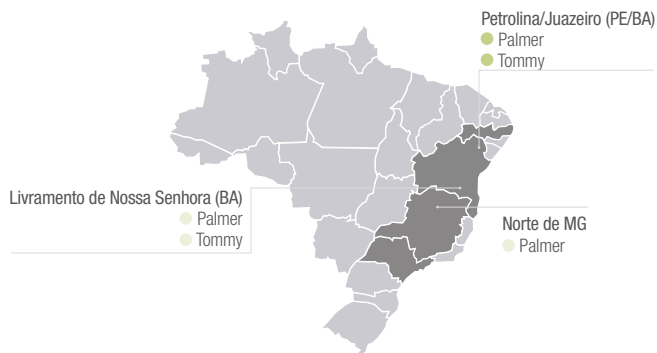 Petrolina/Juazeiro (PE/BA)
Palmer
Tommy
Livramento de Nossa Senhora (BA)
Palmer
Tommy
Norte de MG
Palmer